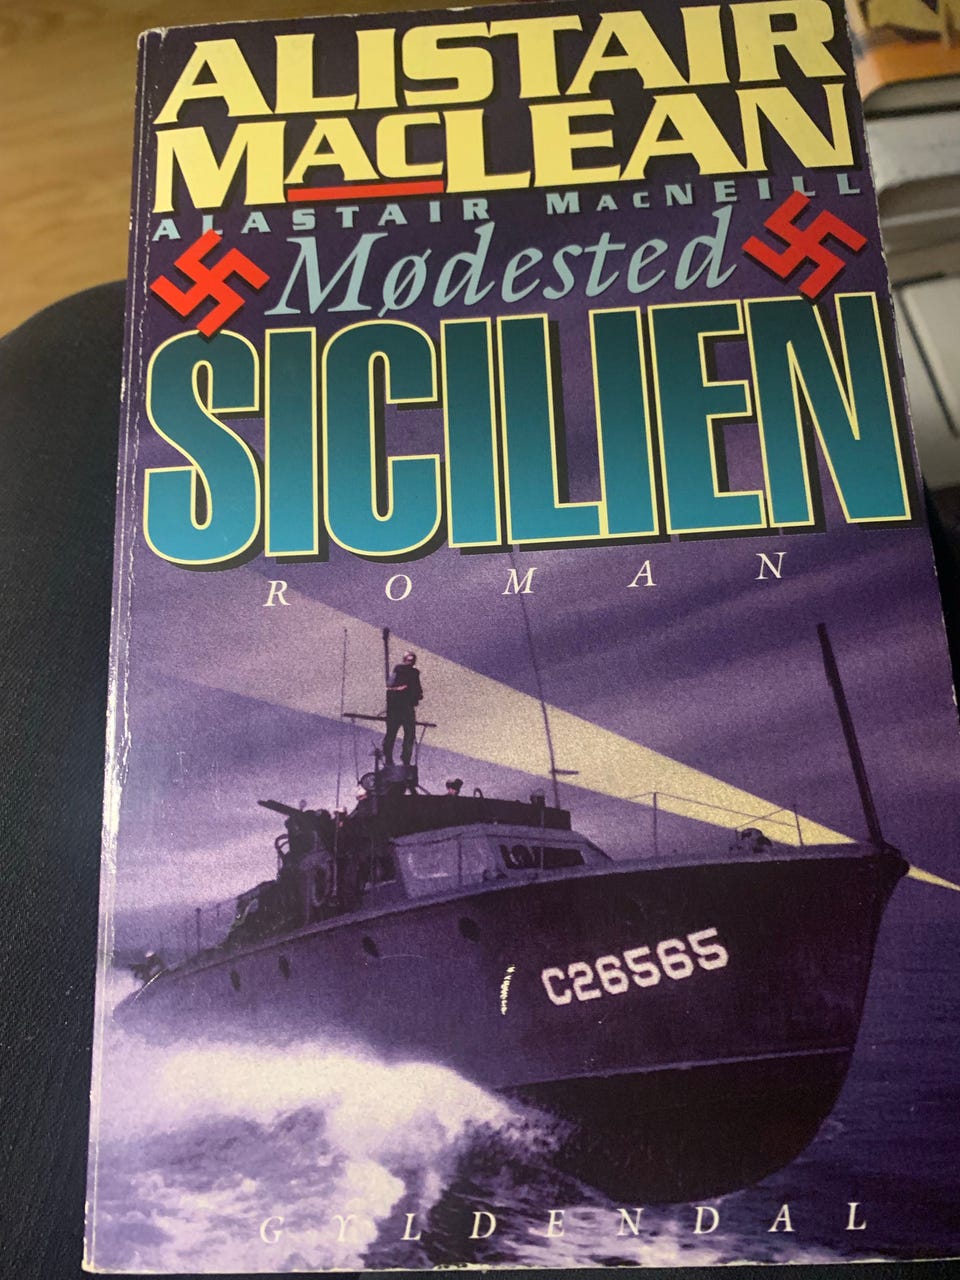 ALISTAIR
MACLEAN
ALASTAIR MACNEILL
Mødested
SICILIEN
ROMAN
C26565
GYLDENDAL